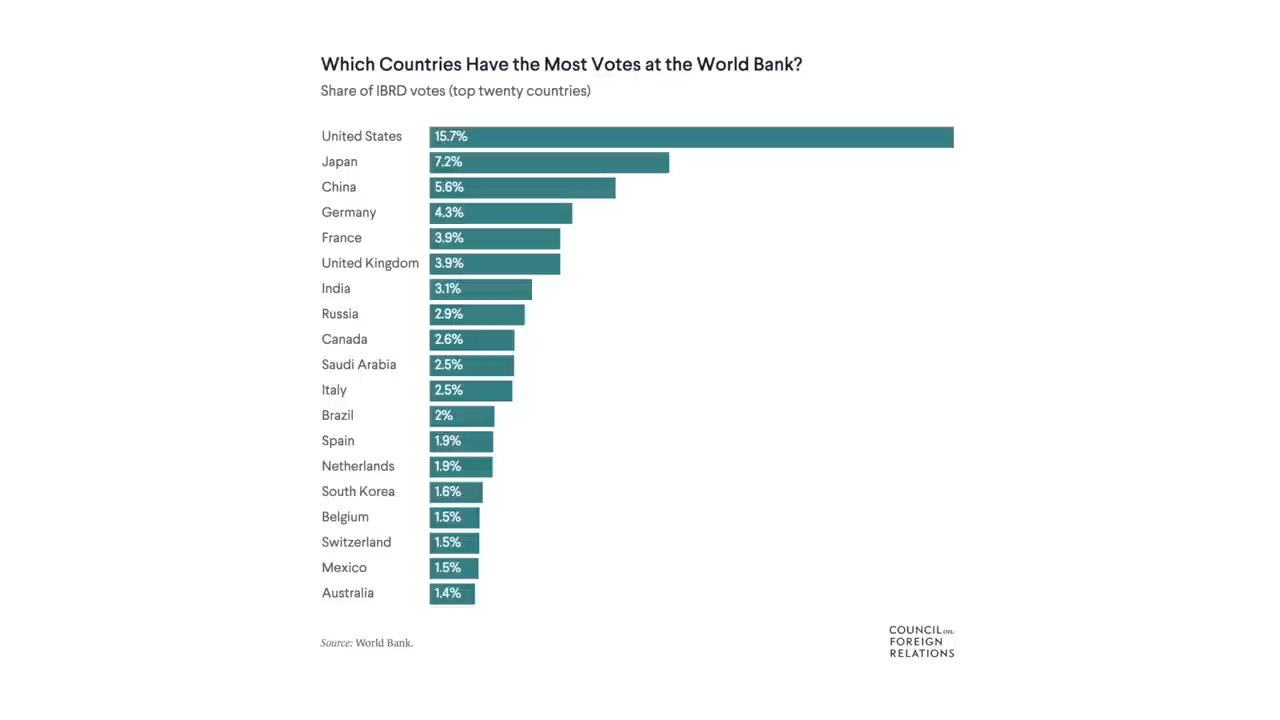 Which Countries Have the Most Votes at the World Bank?
Share of IBRD votes (top twenty countries)
United States 15.7%
Japan 7.2%
China 5.6%
Germany 4.3%
France 3.9%
United Kingdom 3.9%
India 3.1%
Russia 2.9%
Canada 2.6%
Saudi Arabia 2.5%
Italy 2.5%
Brazil 2%
Spain 1.9%
Netherlands 1.9%
South Korea 1.6%
Belgium 1.5%
Switzerland 1.5%
Mexico 1.5%
Australia 1.4%
Source: World Bank.
COUNCIL on
FOREIGN
RELATIONS